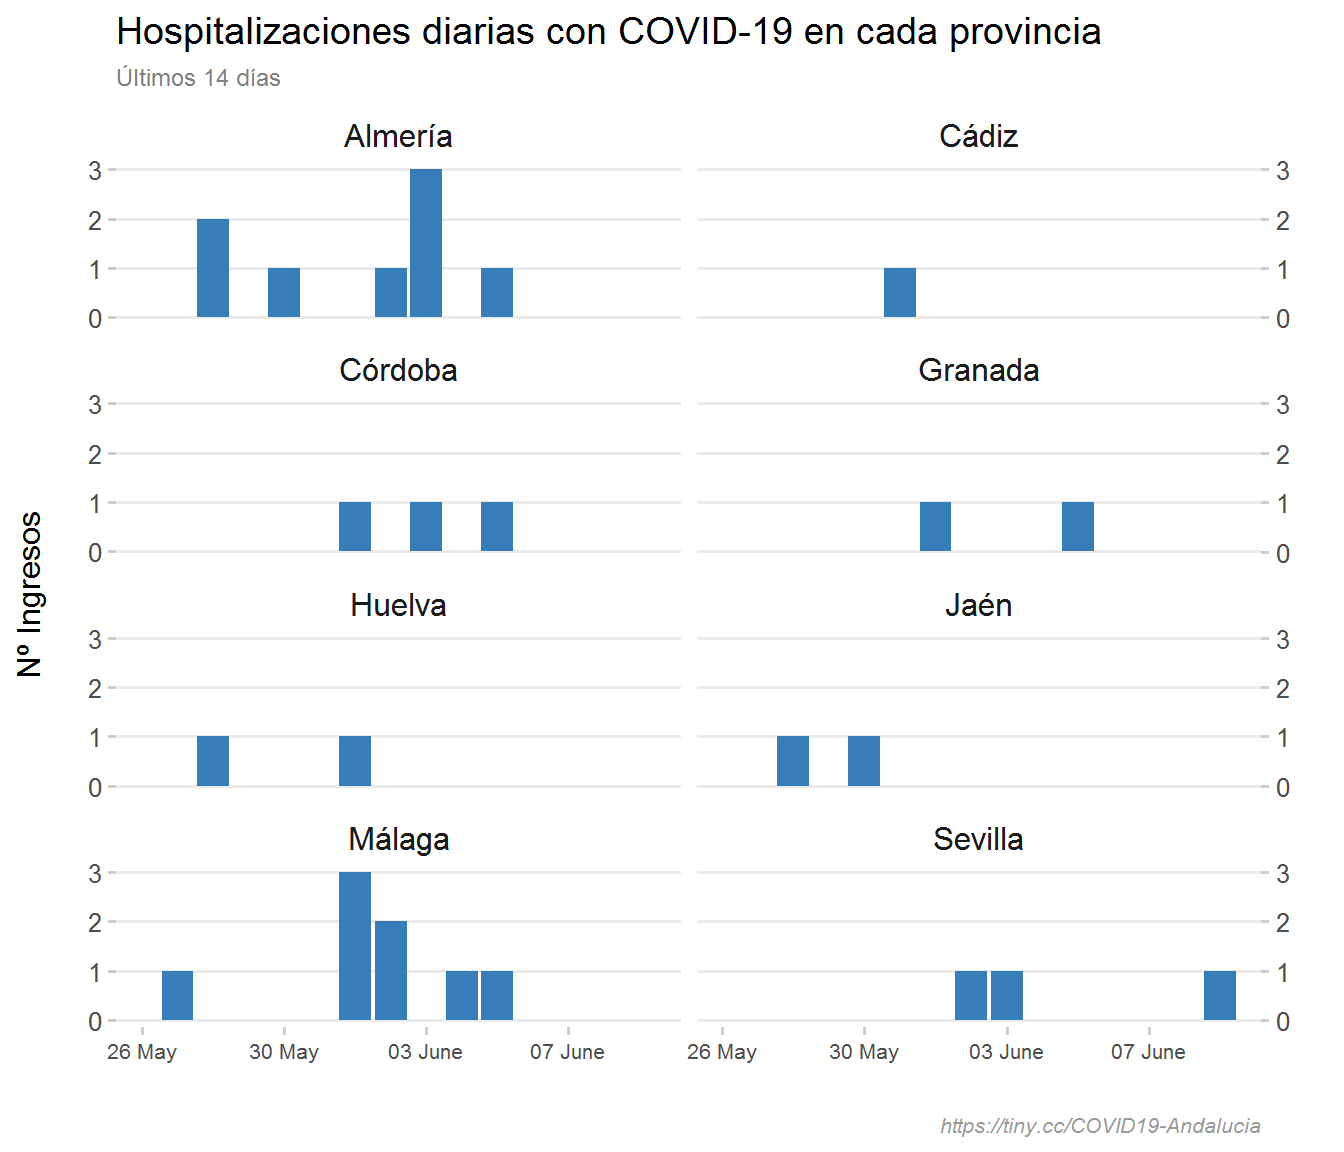 Hospitalizaciones diarias con COVID-19 en cada provincia
Últimos 14 días
Almería
Cádiz
3
2
1
0
3
2
1
0
Córdoba
Granada
3
2
1
0
3
2
1
0
Nº Ingresos
Huelva
Jaén
3
2
1
0
3
2
1
0
Málaga
Sevilla
3
2
1
0
3
2
1
0
26 May 30 May 03 June 07 June
26 May 30 May 03 June 07 June
https://tiny.cc/COVID19-Andalucia